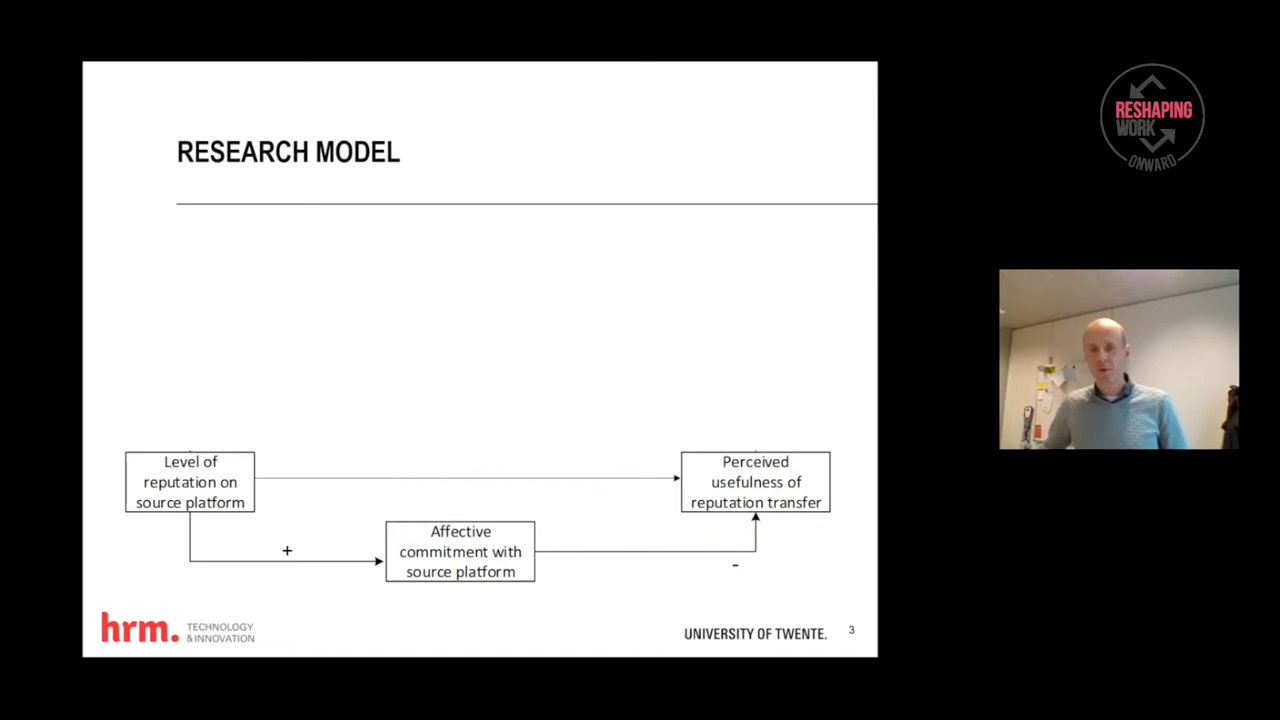 RESHAPING
WORK
ONWARD
RESEARCH MODEL
Level of
reputation on
source platform
Perceived
usefulness of
reputation transfer
+
Affective
commitment with
source platform
-
hrm. TECHNOLOGY
& INNOVATION
UNIVERSITY OF TWENTE.
3